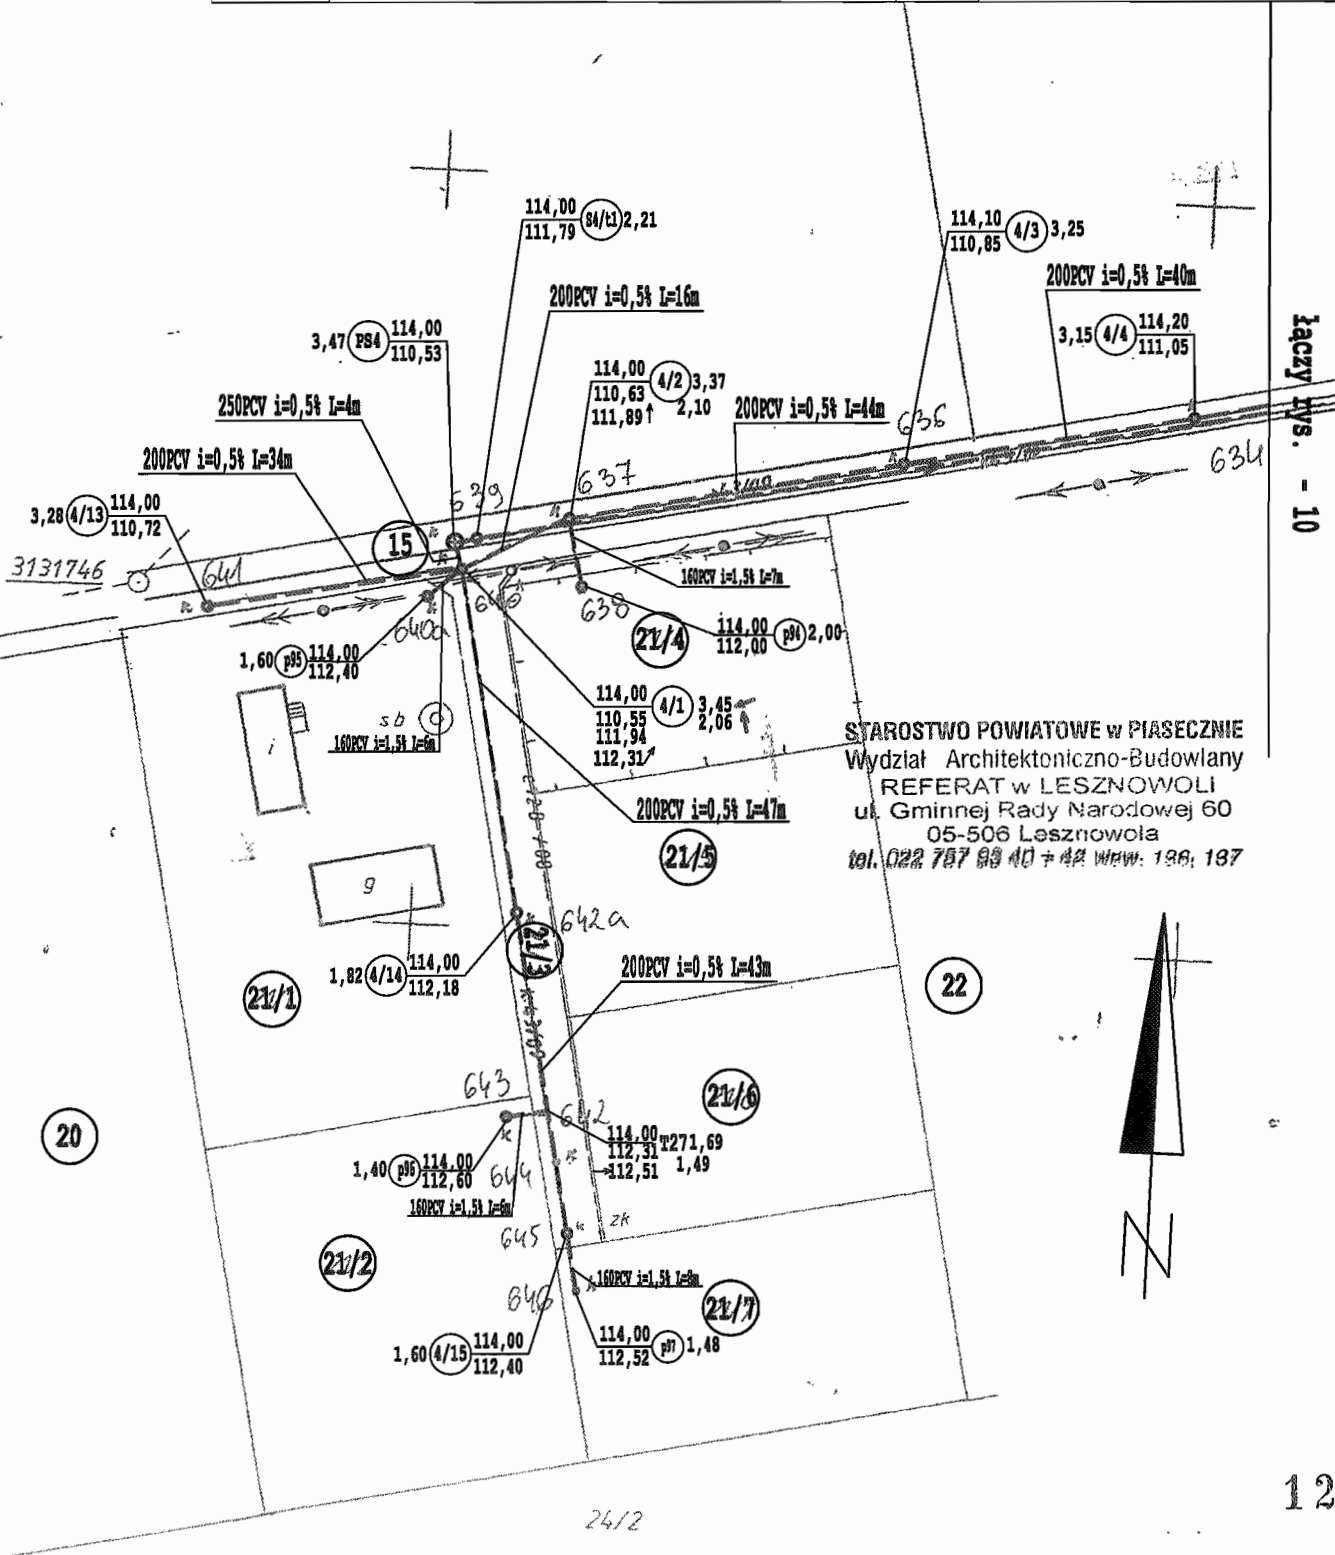 114,00
111,79
S4/t1
2,21
114,10
110,85
4/3
3,25
200PCV i=0,5% L=40m
200PCV i=0,5% L=16m
3,47
PS4
114,00
110,53
3,15
4/4
114,20
111,05
łączy rys. - 10
114,00
110,63
111,89
4/2
3,37
2,10
250PCV i=0,5% L=4m
200PCV i=0,5% L=44m
636
634
200PCV i=0,5% L=34m
637
639
3,28
4/13
114,00
110,72
15
3131746
641
160PCV i=1,5% L=7m
638
640a
21/4
114,00
112,00
p94
2,00
1,60
p95
114,00
112,40
114,00
110,55
111,94
112,31
4/1
3,45
2,06
sb
i
160PCV i=1,5% L=6m
STAROSTWO POWIATOWE w PIASECZNIE
Wydział Architektoniczno-Budowlany
REFERAT w LESZNOWOLI
ul. Gminnej Rady Narodowej 60
05-506 Lesznowola
200PCV i=0,5% L=47m
21/5
g
642a
21/3
1,82
4/14
114,00
112,18
200PCV i=0,5% L=43m
21/1
22
643
642
21/6
20
114,00
112,31
112,51
T27
1,69
1,49
1,40
p96
114,00
112,60
644
160PCV i=1,5% L=6m
645
zk
21/2
160PCV i=1,5% L=8m
646
21/7
1,60
4/15
114,00
112,40
114,00
112,52
p97
1,48
N
24/2
12